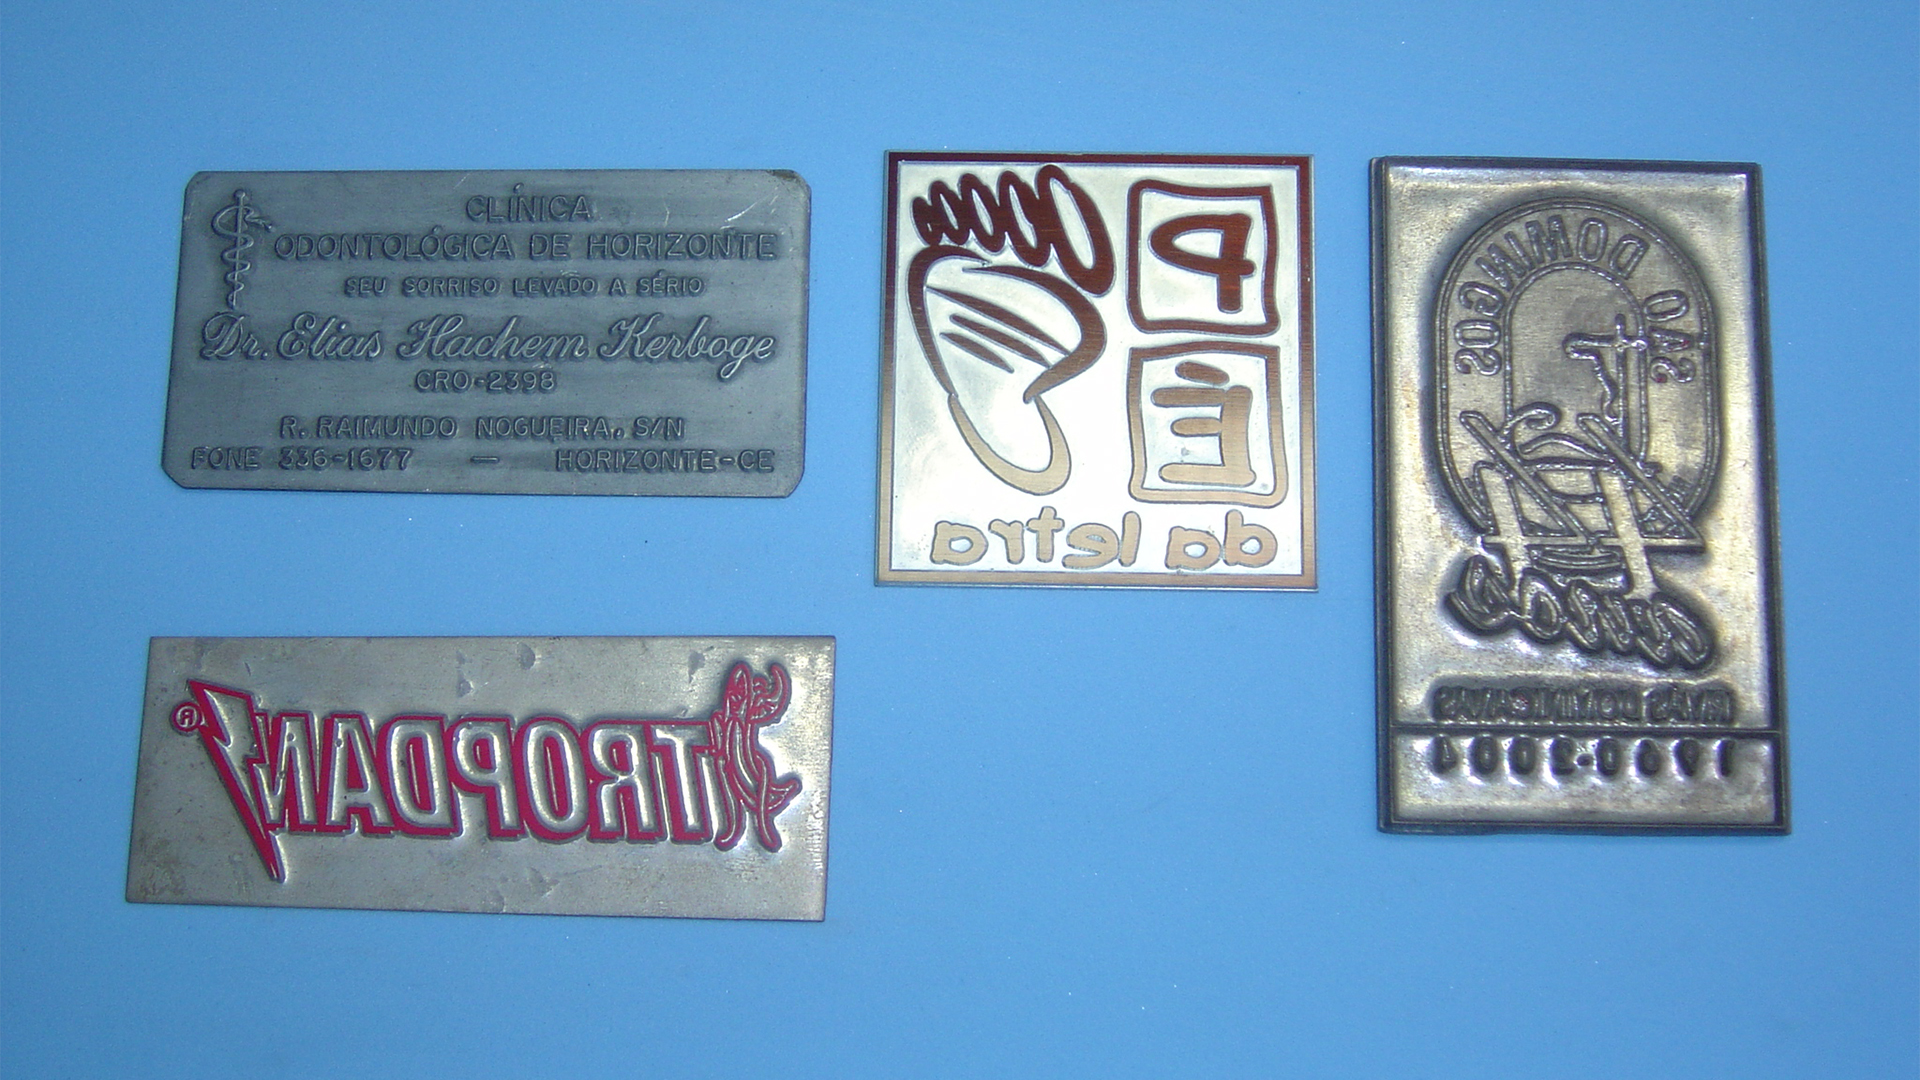 CLÍNICA
ODONTOLÓGICA DE HORIZONTE
SEU SORRISO LEVADO A SÉRIO
Dr. Elias Hachem Kerboge
CRO-2398
R. RAIMUNDO NOGUEIRA, S/N
FONE 336-1677 — HORIZONTE-CE
TROPDAN ®
P
É
da letra
SÃO DOMINGOS
IRMÃS DOMINICANAS